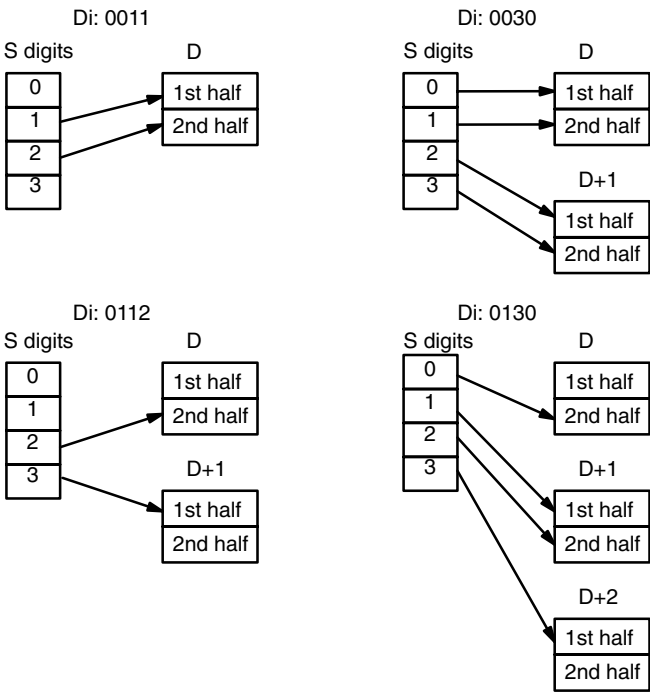 Di: 0011
S digits D
0
1
2
3
1st half
2nd half
Di: 0030
S digits D
0
1
2
3
1st half
2nd half
D+1
1st half
2nd half
Di: 0112
S digits D
0
1
2
3
1st half
2nd half
D+1
1st half
2nd half
Di: 0130
S digits D
0
1
2
3
1st half
2nd half
D+1
1st half
2nd half
D+2
1st half
2nd half